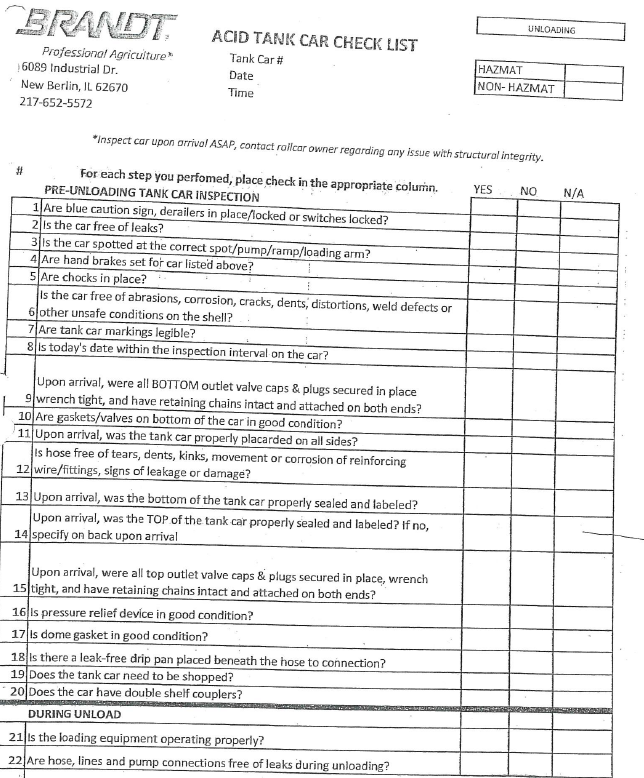 BRANDT
Professional Agriculture
6089 Industrial Dr.
New Berlin, IL 62670
217-652-5572
ACID TANK CAR CHECK LIST
Tank Car #
Date
Time
UNLOADING
HAZMAT
NON- HAZMAT
*Inspect car upon arrival ASAP, contact railcar owner regarding any issue with structural integrity.
# For each step you perfomed, place check in the appropriate column.
PRE-UNLOADING TANK CAR INSPECTION YES NO N/A
1 Are blue caution sign, derailers in place/locked or switches locked?
2 Is the car free of leaks?
3 Is the car spotted at the correct spot/pump/ramp/loading arm?
4 Are hand brakes set for car listed above?
5 Are chocks in place?
Is the car free of abrasions, corrosion, cracks, dents, distortions, weld defects or
6 other unsafe conditions on the shell?
7 Are tank car markings legible?
8 Is today's date within the inspection interval on the car?
Upon arrival, were all BOTTOM outlet valve caps & plugs secured in place
9 wrench tight, and have retaining chains intact and attached on both ends?
10 Are gaskets/valves on bottom of the car in good condition?
11 Upon arrival, was the tank car properly placarded on all sides?
Is hose free of tears, dents, kinks, movement or corrosion of reinforcing
12 wire/fittings, signs of leakage or damage?
13 Upon arrival, was the bottom of the tank car properly sealed and labeled?
Upon arrival, was the TOP of the tank car properly sealed and labeled? If no,
14 specify on back upon arrival
Upon arrival, were all top outlet valve caps & plugs secured in place, wrench
15 tight, and have retaining chains intact and attached on both ends?
16 Is pressure relief device in good condition?
17 Is dome gasket in good condition?
18 Is there a leak-free drip pan placed beneath the hose to connection?
19 Does the tank car need to be shopped?
20 Does the car have double shelf couplers?
DURING UNLOAD
21 Is the loading equipment operating properly?
22 Are hose, lines and pump connections free of leaks during unloading?